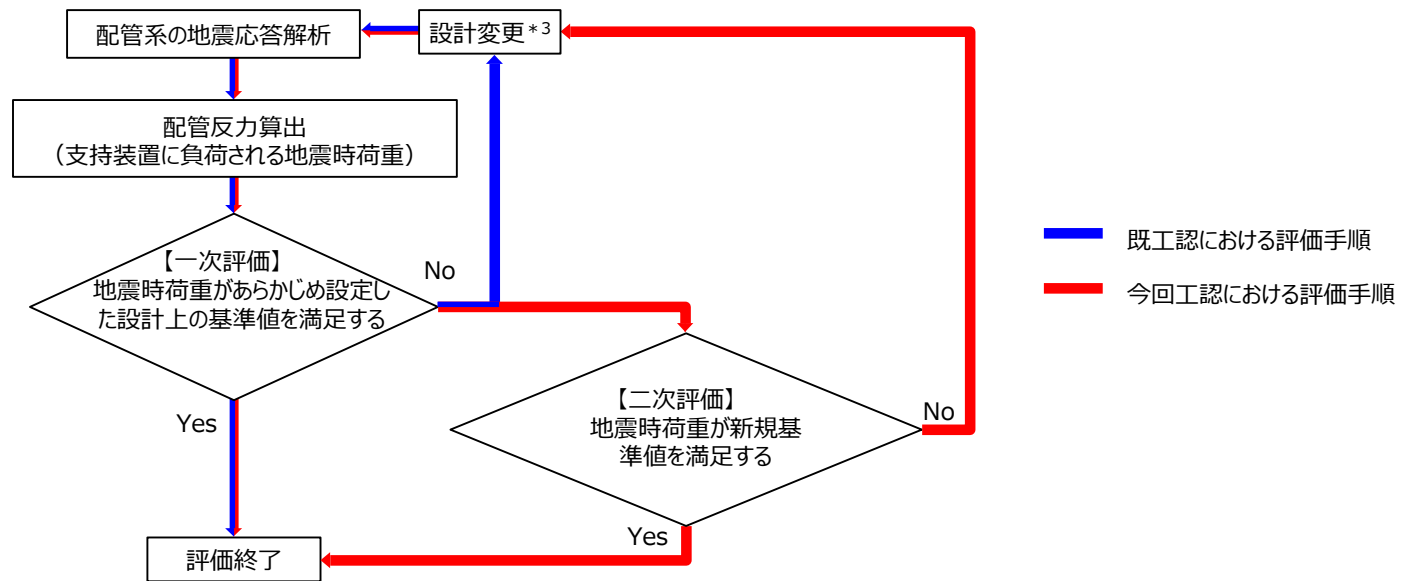 配管系の地震応答解析
設計変更*3
配管反力算出
（支持装置に負荷される地震時荷重）
【一次評価】
地震時荷重があらかじめ設定し
た設計上の基準値を満足する
No
Yes
【二次評価】
地震時荷重が新規基
準値を満足する
No
Yes
評価終了
既工認における評価手順
今回工認における評価手順